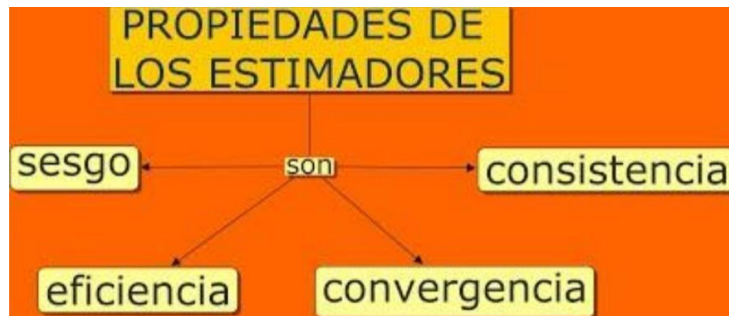 PROPIEDADES DE
LOS ESTIMADORES
son
sesgo
consistencia
eficiencia
convergencia